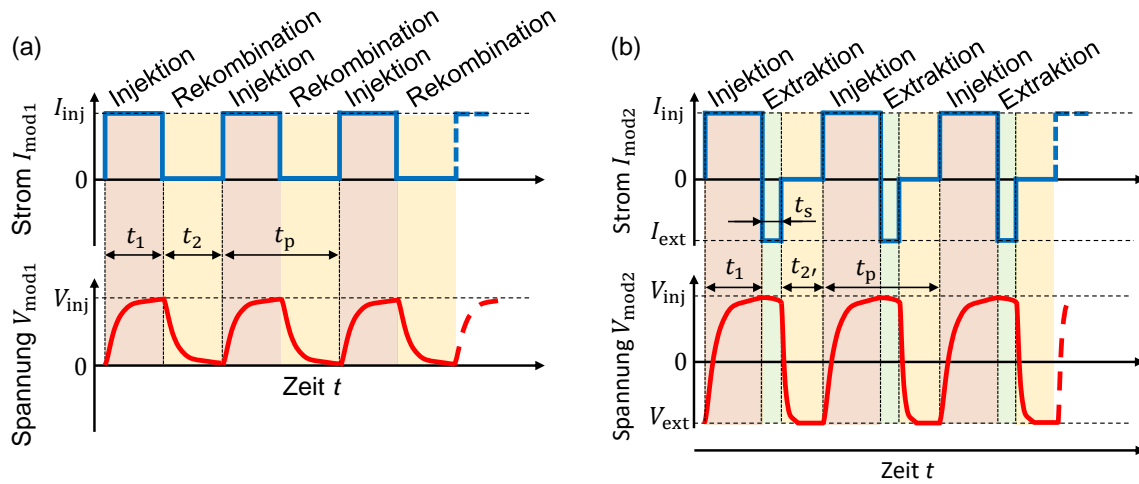 (a)
Injektion
Rekombination
Injektion
Rekombination
Injektion
Rekombination
I_inj
0
Strom I_mod1
t_1
t_2
t_p
V_inj
0
Spannung V_mod1
Zeit t
(b)
Injektion
Extraktion
Injektion
Extraktion
Injektion
Extraktion
I_inj
0
I_ext
Strom I_mod2
t_s
t_1
t_2′
t_p
V_inj
0
V_ext
Spannung V_mod2
Zeit t